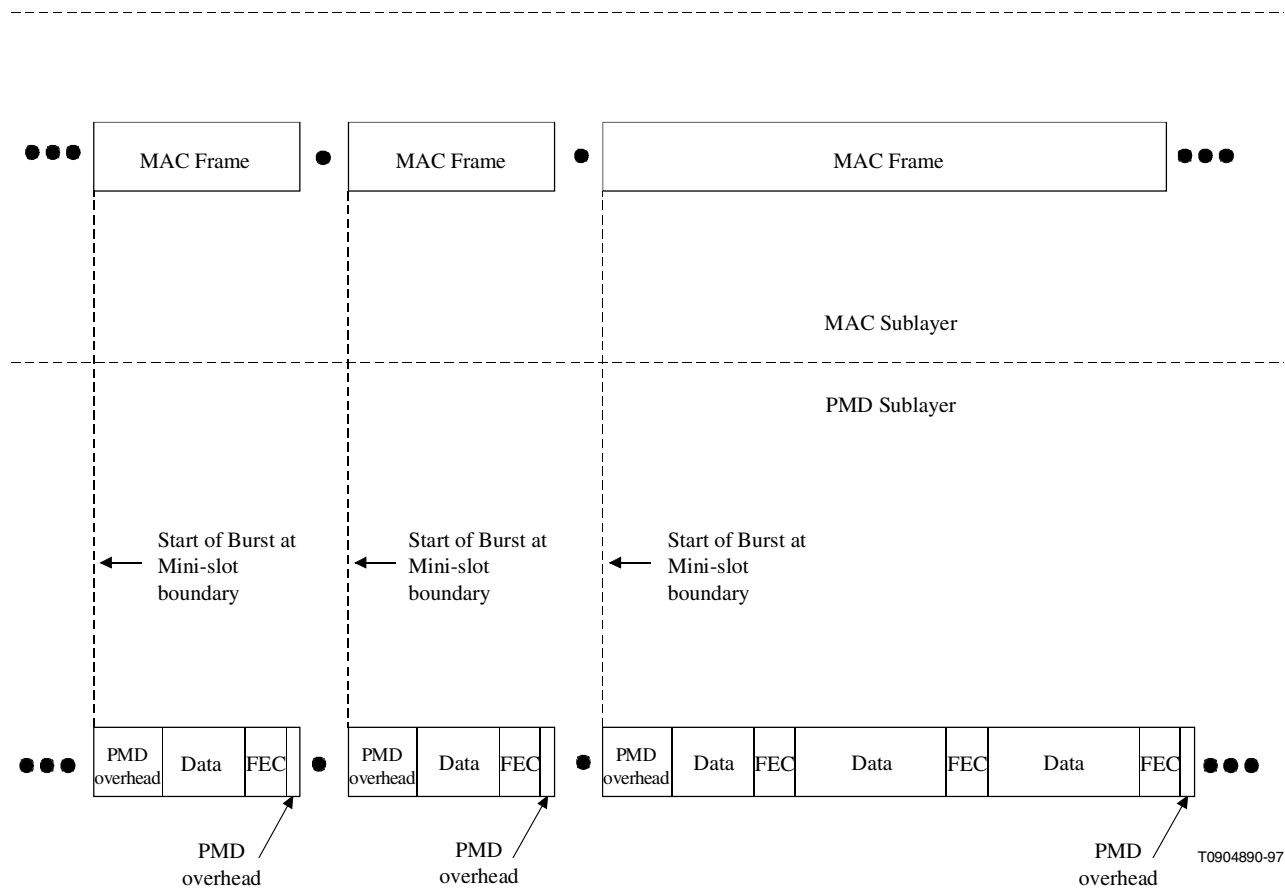 MAC Frame
MAC Frame
MAC Frame
MAC Sublayer
PMD Sublayer
Start of Burst at
Mini-slot
boundary
Start of Burst at
Mini-slot
boundary
Start of Burst at
Mini-slot
boundary
PMD
overhead
Data
FEC
PMD
overhead
Data
FEC
PMD
overhead
Data
FEC
Data
FEC
Data
FEC
PMD
overhead
PMD
overhead
PMD
overhead
T0904890-97